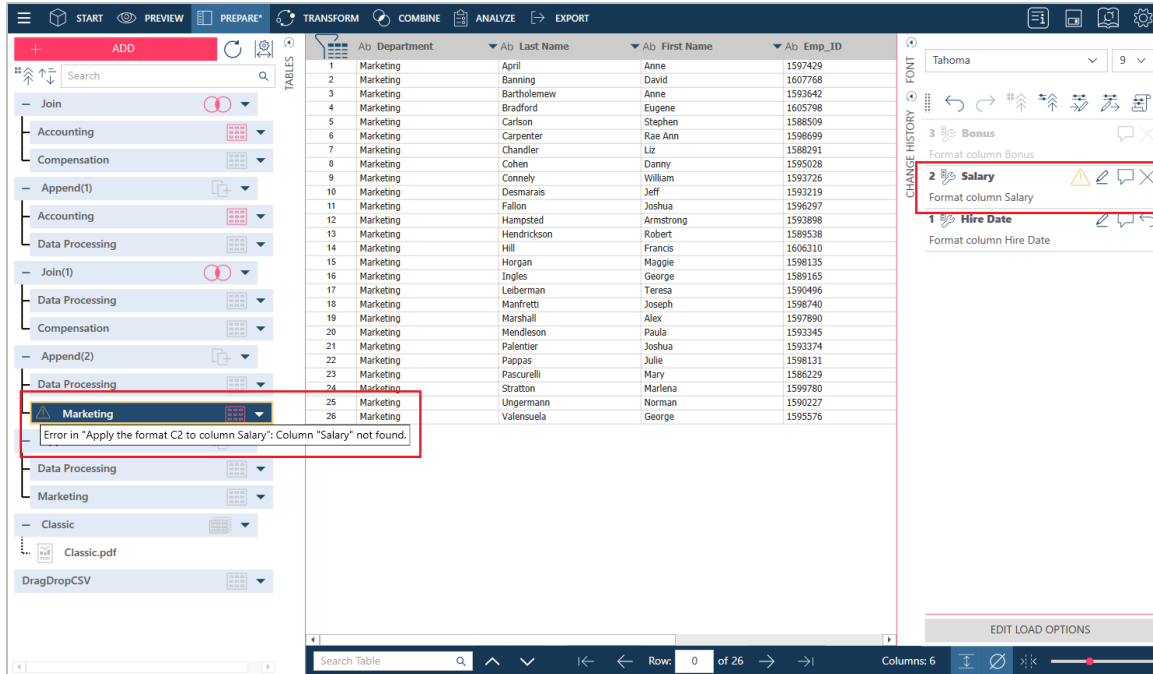 START PREVIEW PREPARE* TRANSFORM COMBINE ANALYZE EXPORT
ADD
Search
Join
Accounting
Compensation
Append(1)
Accounting
Data Processing
Join(1)
Data Processing
Compensation
Append(2)
Data Processing
Marketing
Error in "Apply the format C2 to column Salary": Column "Salary" not found.
Data Processing
Marketing
Classic
Classic.pdf
DragDropCSV
TABLES
Ab Department Ab Last Name Ab First Name Ab Emp_ID
1 Marketing April Anne 1597429
2 Marketing Banning David 1607768
3 Marketing Bartholemew Anne 1593642
4 Marketing Bradford Eugene 1605798
5 Marketing Carlson Stephen 1588509
6 Marketing Carpenter Rae Ann 1598699
7 Marketing Chandler Liz 1588291
8 Marketing Cohen Danny 1595028
9 Marketing Connely William 1593726
10 Marketing Desmarais Jeff 1593219
11 Marketing Fallon Joshua 1596297
12 Marketing Hampsted Armstrong 1593898
13 Marketing Hendrickson Robert 1589538
14 Marketing Hill Francis 1606310
15 Marketing Horgan Maggie 1598135
16 Marketing Ingles George 1589165
17 Marketing Leiberman Teresa 1590496
18 Marketing Manfretti Joseph 1598740
19 Marketing Marshall Alex 1597890
20 Marketing Mendleson Paula 1593345
21 Marketing Palentier Joshua 1593374
22 Marketing Pappas Julie 1598131
23 Marketing Pascurelli Mary 1586229
24 Marketing Stratton Marlena 1599780
25 Marketing Ungermann Norman 1590227
26 Marketing Valensuela George 1595576
Search Table
Row: 0 of 26
Columns: 6
FONT
Tahoma 9
CHANGE HISTORY
3 Bonus
Format column Bonus
2 Salary
Format column Salary
1 Hire Date
Format column Hire Date
EDIT LOAD OPTIONS